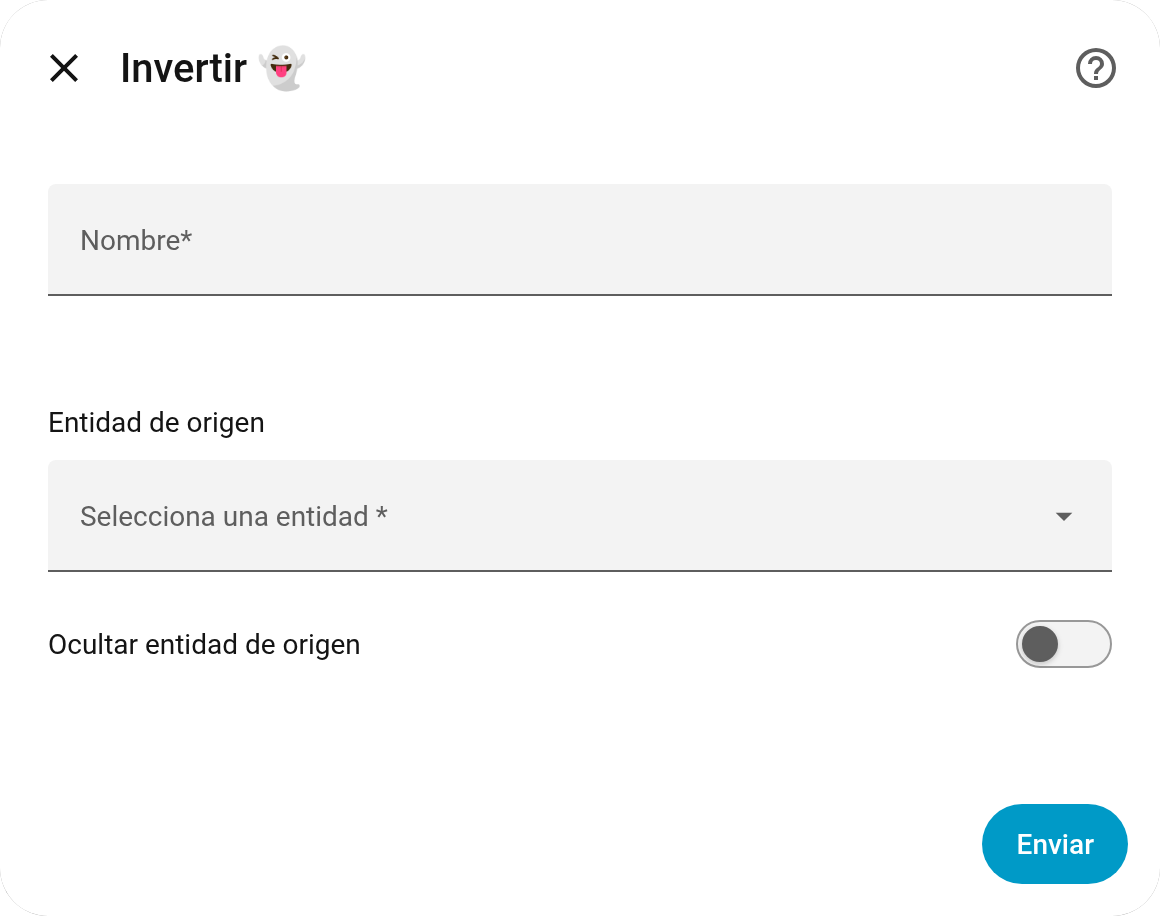 Invertir 👻
Nombre*
Entidad de origen
Selecciona una entidad *
Ocultar entidad de origen
Enviar